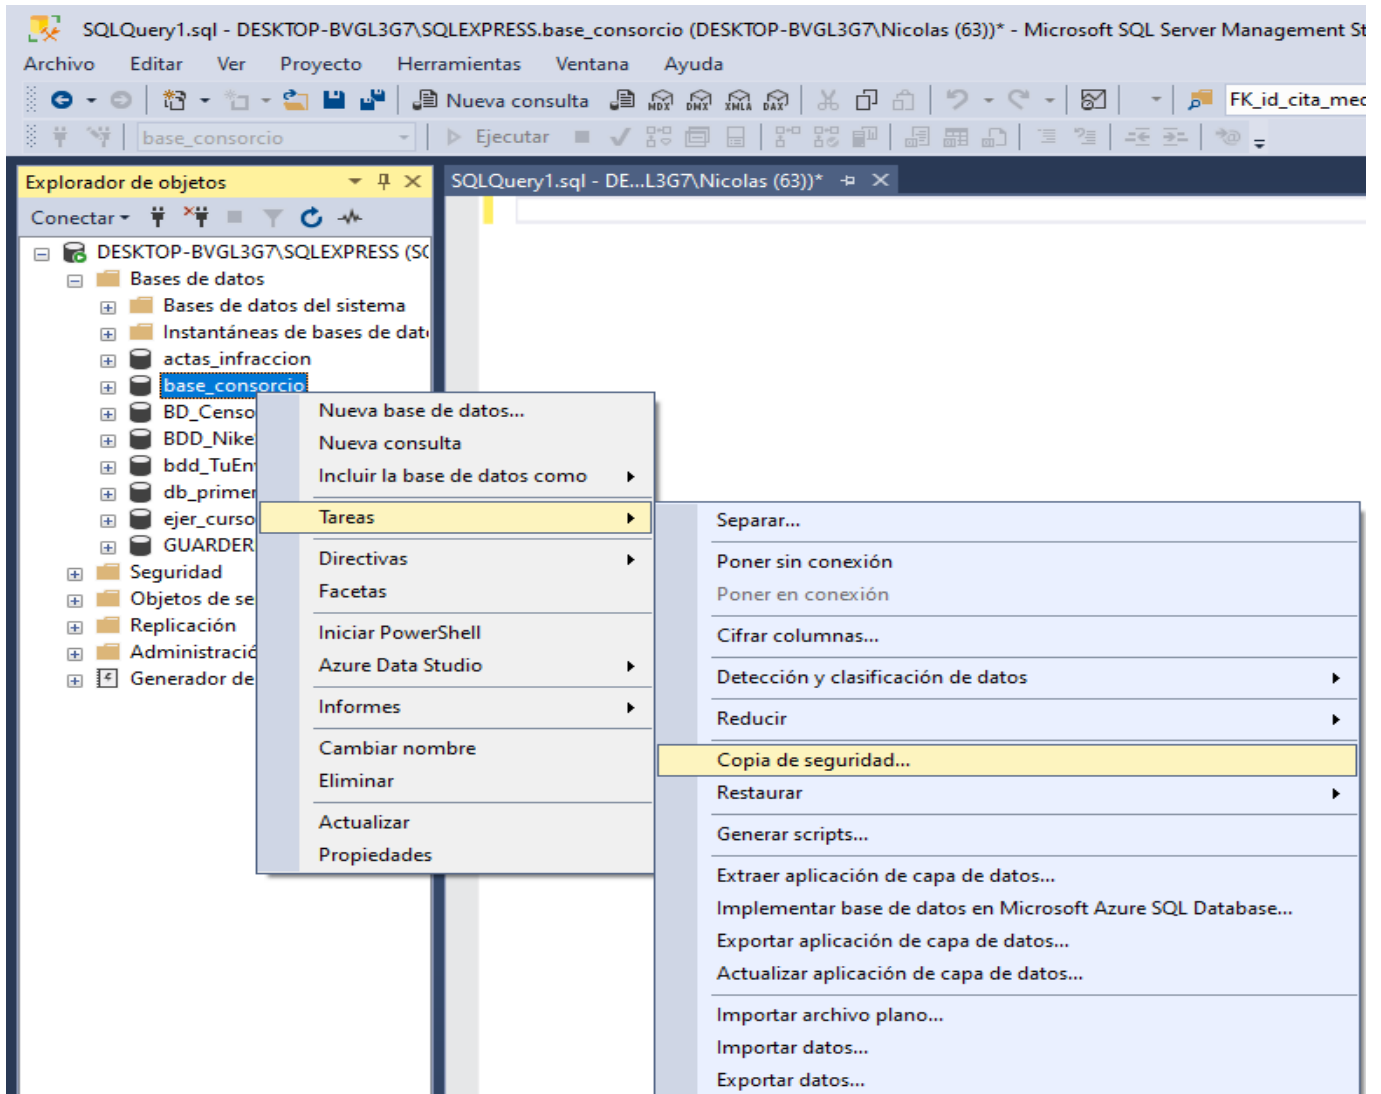 SQLQuery1.sql - DESKTOP-BVGL3G7\SQLEXPRESS.base_consorcio (DESKTOP-BVGL3G7\Nicolas (63))* - Microsoft SQL Server Management St
Archivo Editar Ver Proyecto Herramientas Ventana Ayuda
Nueva consulta MDX DMX XMLA DAX FK_id_cita_med
base_consorcio Ejecutar
Explorador de objetos
SQLQuery1.sql - DE...L3G7\Nicolas (63))*
Conectar
DESKTOP-BVGL3G7\SQLEXPRESS (S
Bases de datos
Bases de datos del sistema
Instantáneas de bases de dat
actas_infraccion
base_consorcio
BD_Censo
BDD_Nike
bdd_TuEn
db_primer
ejer_curso
GUARDER
Seguridad
Objetos de se
Replicación
Administració
Generador de
Nueva base de datos...
Nueva consulta
Incluir la base de datos como
Tareas
Directivas
Facetas
Iniciar PowerShell
Azure Data Studio
Informes
Cambiar nombre
Eliminar
Actualizar
Propiedades
Separar...
Poner sin conexión
Poner en conexión
Cifrar columnas...
Detección y clasificación de datos
Reducir
Copia de seguridad...
Restaurar
Generar scripts...
Extraer aplicación de capa de datos...
Implementar base de datos en Microsoft Azure SQL Database...
Exportar aplicación de capa de datos...
Actualizar aplicación de capa de datos...
Importar archivo plano...
Importar datos...
Exportar datos...